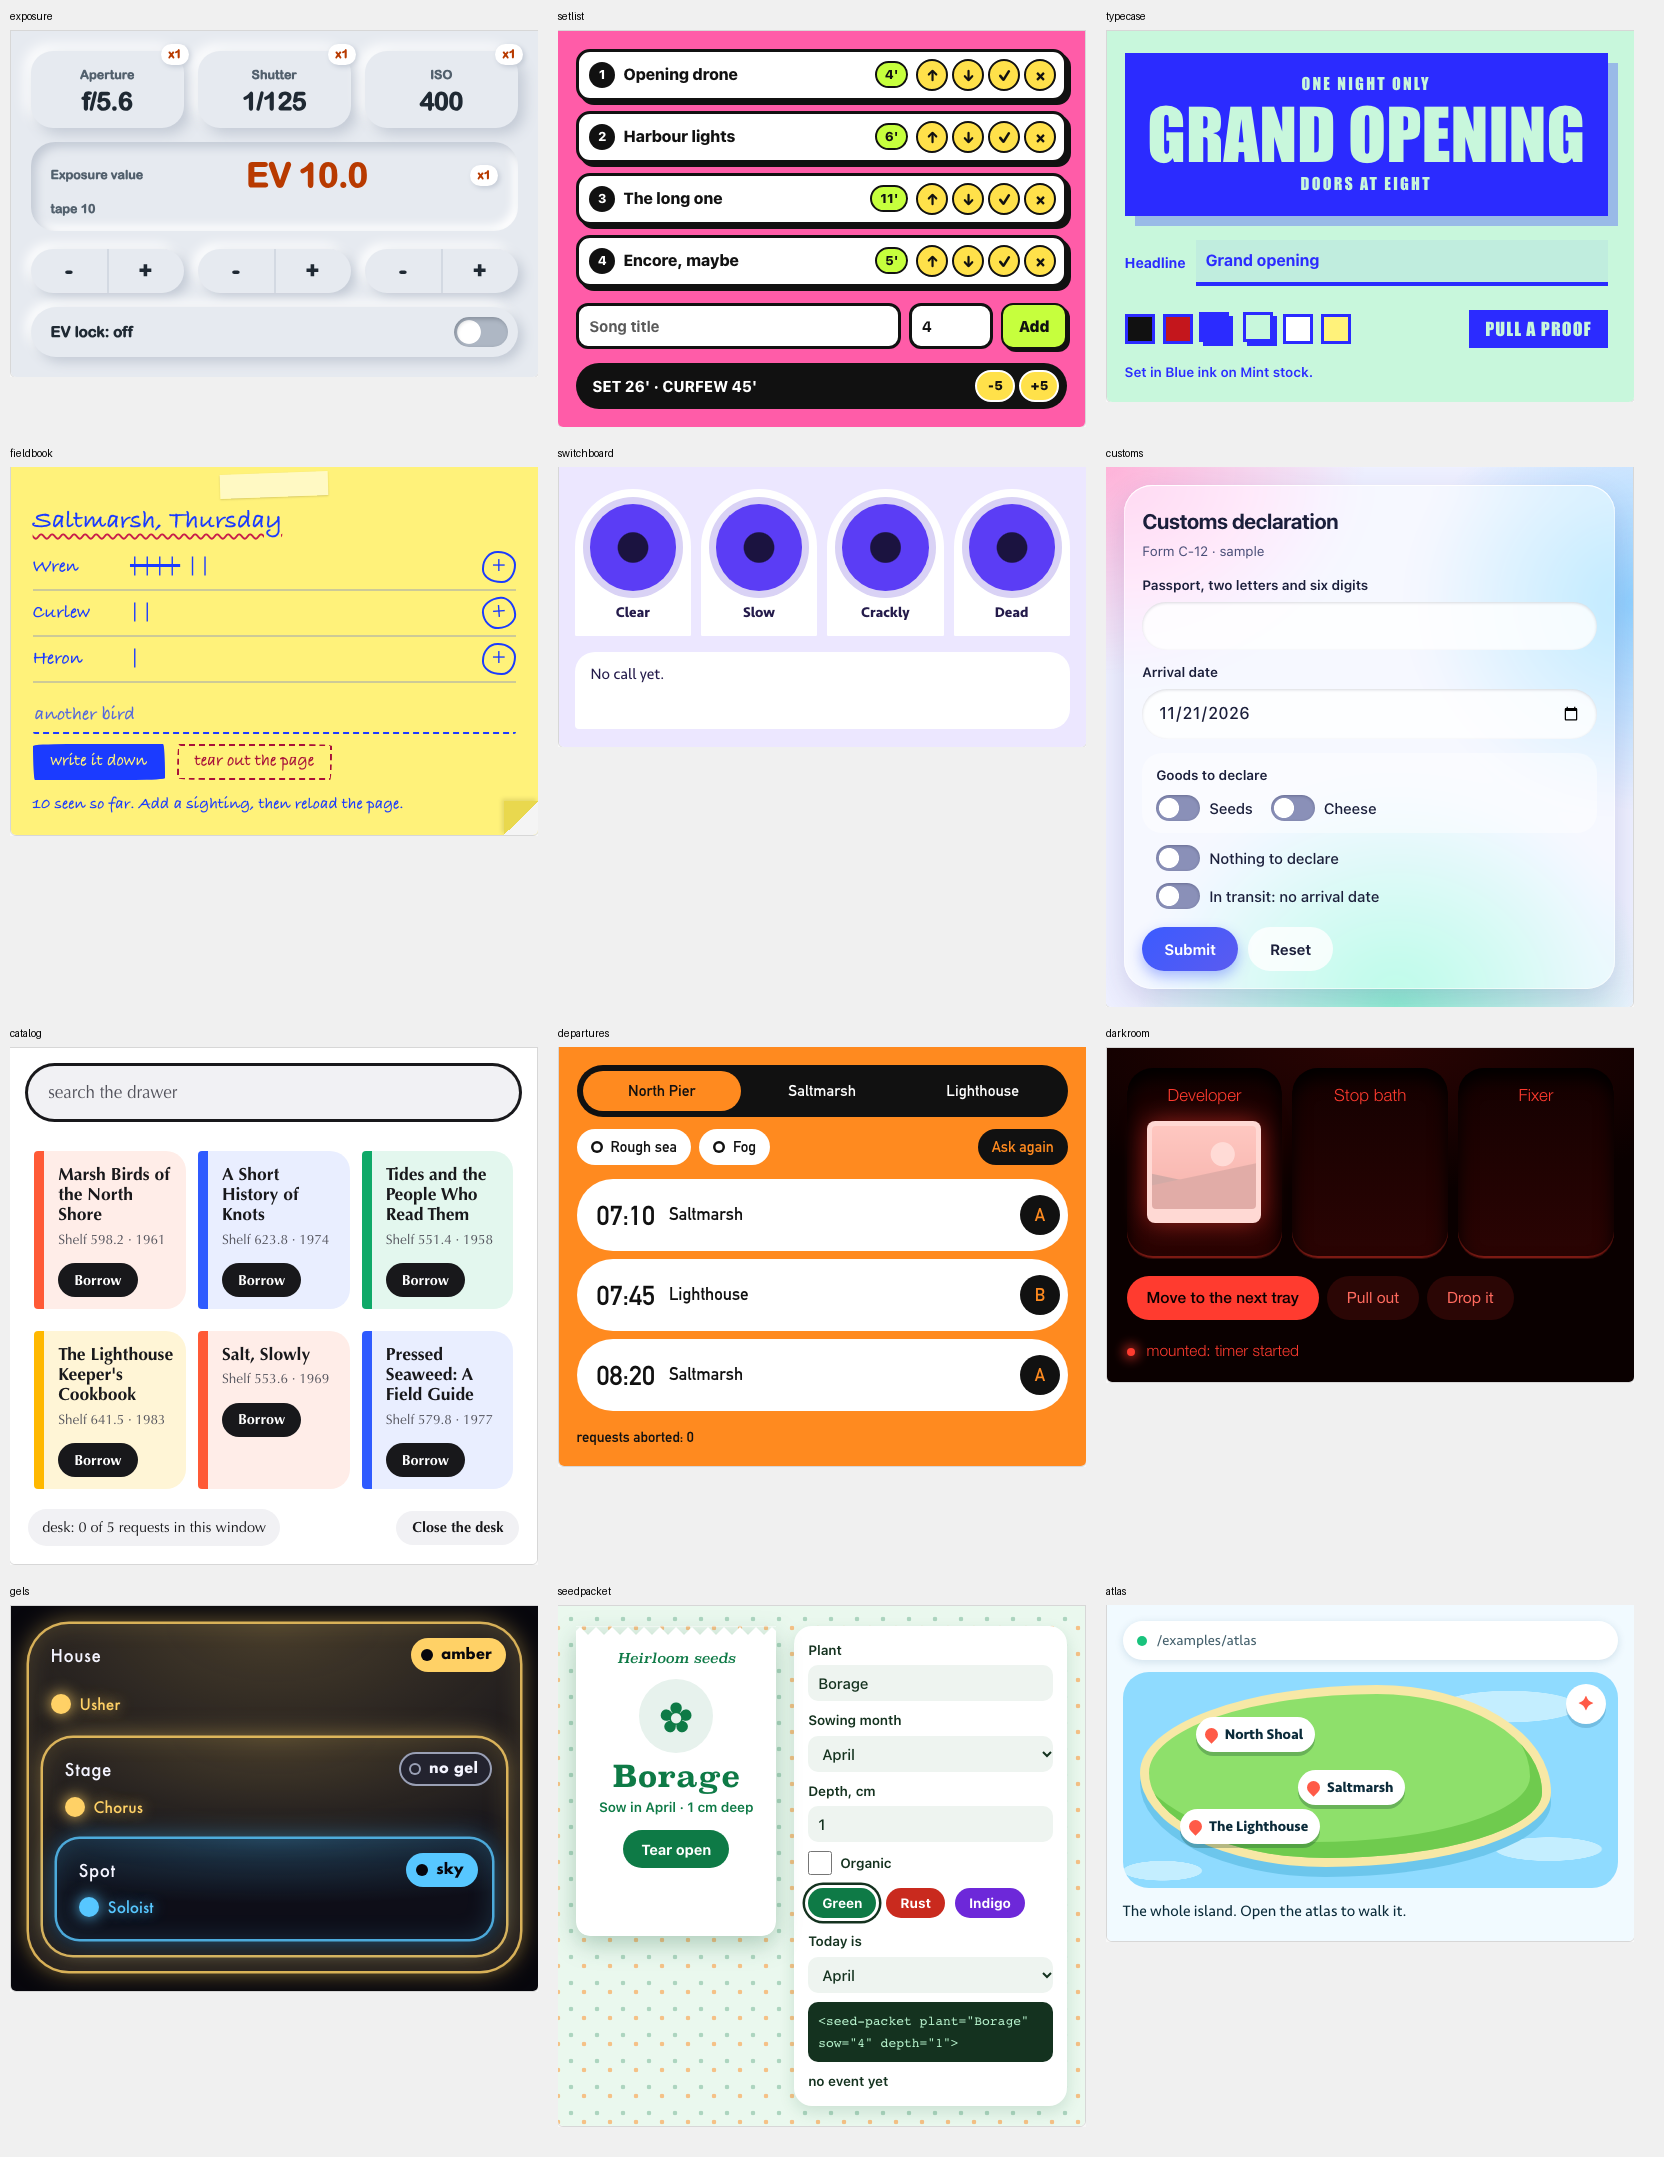 exposure
x1
x1
x1
Aperture
Shutter
ISO
f/5.6
1/125
400
Exposure value
EV 10.0
x1
tape 10
-
+
-
+
-
+
EV lock: off
setlist
1 Opening drone 4'
2 Harbour lights 6'
3 The long one 11'
4 Encore, maybe 5'
Song title
4
Add
SET 26' · CURFEW 45'
-5
+5
typecase
ONE NIGHT ONLY
GRAND OPENING
DOORS AT EIGHT
Headline
Grand opening
PULL A PROOF
Set in Blue ink on Mint stock.
fieldbook
Saltmarsh, Thursday
Wren
+
Curlew
+
Heron
+
another bird
write it down
tear out the page
10 seen so far. Add a sighting, then reload the page.
switchboard
Clear
Slow
Crackly
Dead
No call yet.
customs
Customs declaration
Form C-12 · sample
Passport, two letters and six digits
Arrival date
11/21/2026
Goods to declare
Seeds
Cheese
Nothing to declare
In transit: no arrival date
Submit
Reset
catalog
search the drawer
Marsh Birds of
the North
Shore
Shelf 598.2 · 1961
Borrow
A Short
History of
Knots
Shelf 623.8 · 1974
Borrow
Tides and the
People Who
Read Them
Shelf 551.4 · 1958
Borrow
The Lighthouse
Keeper's
Cookbook
Shelf 641.5 · 1983
Borrow
Salt, Slowly
Shelf 553.6 · 1969
Borrow
Pressed
Seaweed: A
Field Guide
Shelf 579.8 · 1977
Borrow
desk: 0 of 5 requests in this window
Close the desk
departures
North Pier
Saltmarsh
Lighthouse
Rough sea
Fog
Ask again
07:10 Saltmarsh A
07:45 Lighthouse B
08:20 Saltmarsh A
requests aborted: 0
darkroom
Developer
Stop bath
Fixer
Move to the next tray
Pull out
Drop it
mounted: timer started
gels
House
amber
Usher
Stage
no gel
Chorus
Spot
sky
Soloist
seedpacket
Heirloom seeds
Borage
Sow in April · 1 cm deep
Tear open
Plant
Borage
Sowing month
April
Depth, cm
1
Organic
Green
Rust
Indigo
Today is
April
<seed-packet plant="Borage"
sow="4" depth="1">
no event yet
atlas
/examples/atlas
North Shoal
Saltmarsh
The Lighthouse
The whole island. Open the atlas to walk it.